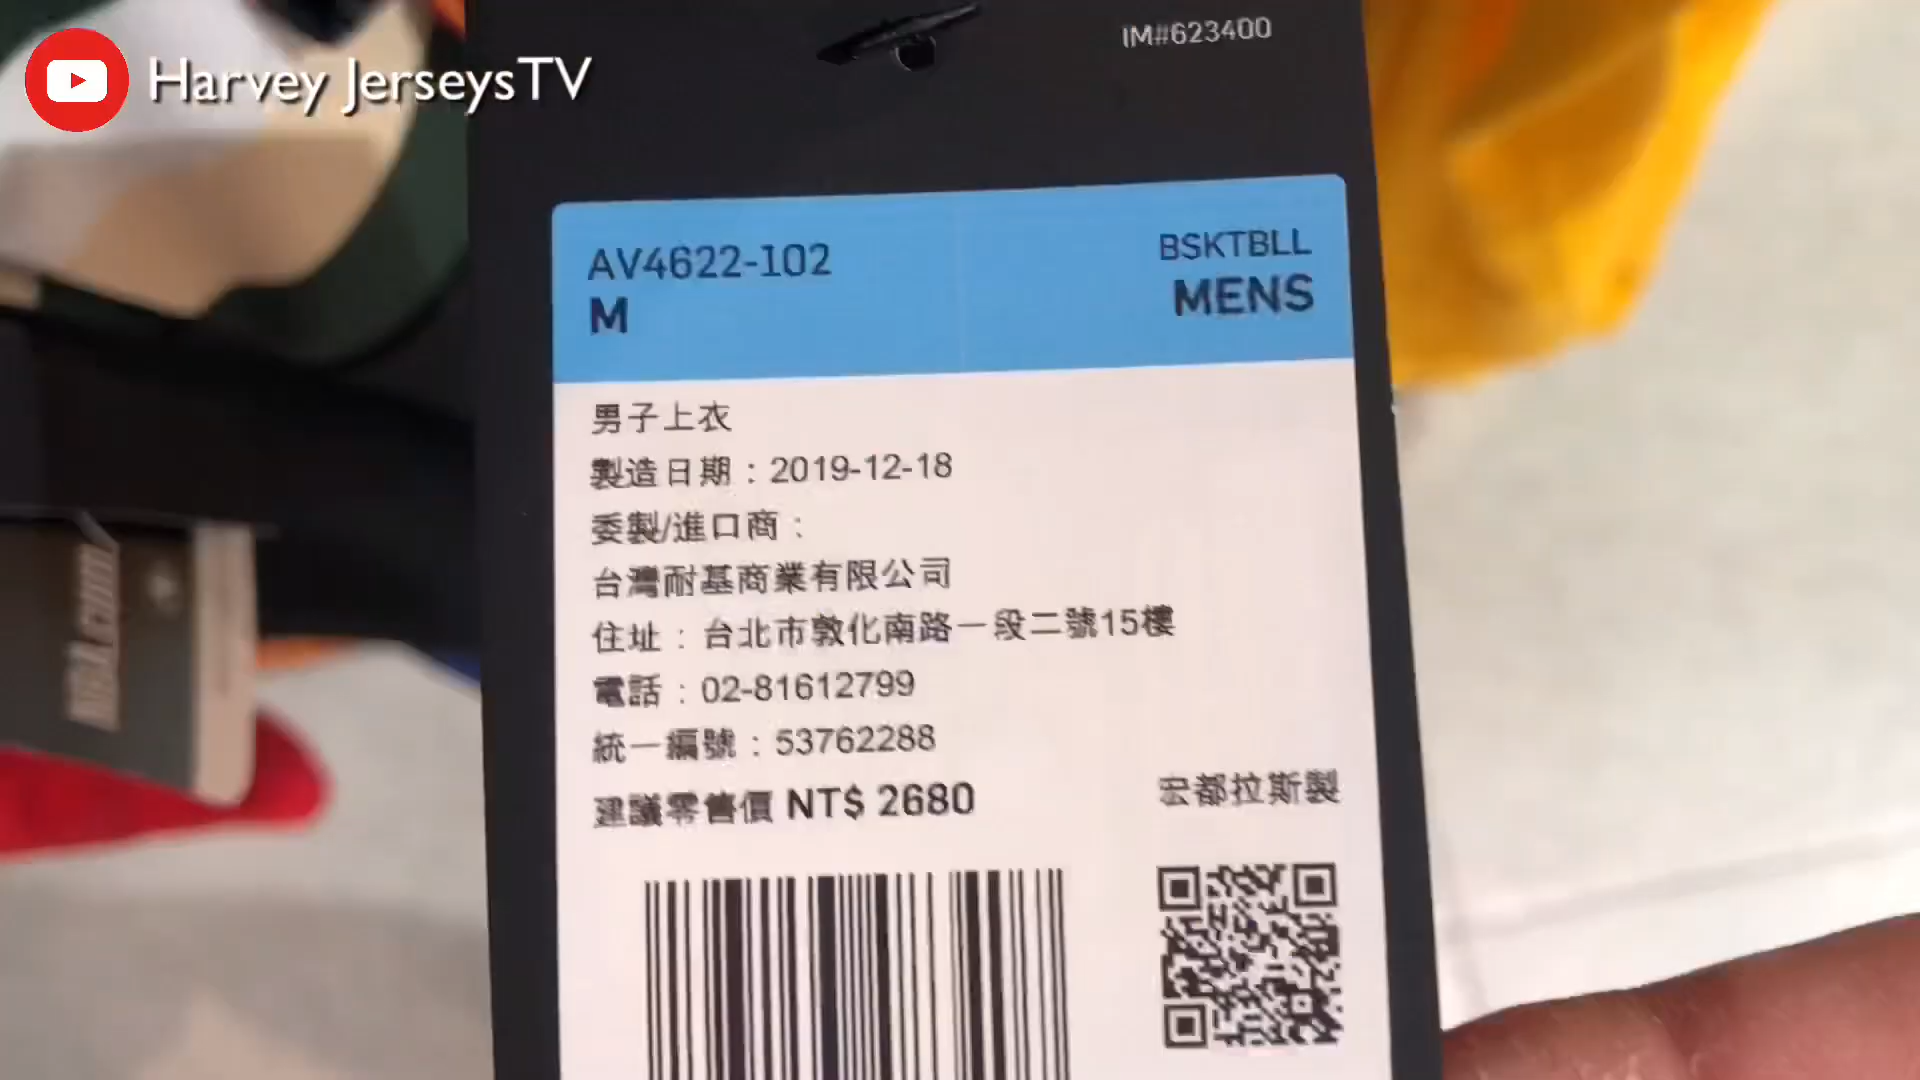 Harvey JerseysTV
IM#623400
AV4622-102
M
BSKTBLL
MENS
男子上衣
製造日期：2019-12-18
委製/進口商：
台灣耐基商業有限公司
住址：台北市敦化南路一段二號15樓
電話：02-81612799
統一編號：53762288
建議零售價 NT$ 2680
宏都拉斯製